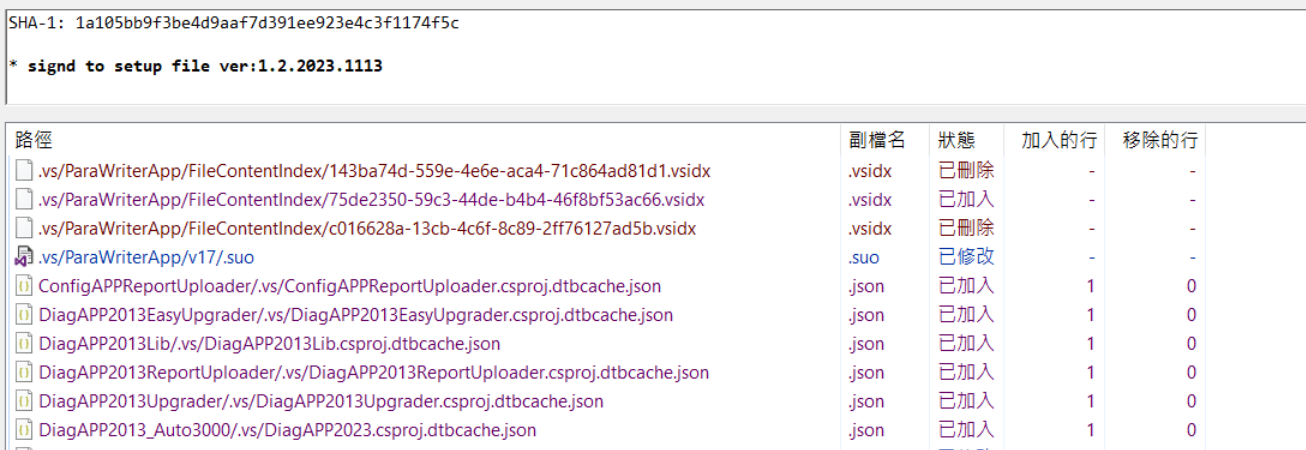 SHA-1: 1a105bb9f3be4d9aaf7d391ee923e4c3f1174f5c
* signd to setup file ver:1.2.2023.1113
路徑 副檔名 狀態 加入的行 移除的行
.vs/ParaWriterApp/FileContentIndex/143ba74d-559e-4e6e-aca4-71c864ad81d1.vsidx .vsidx 已刪除 - -
.vs/ParaWriterApp/FileContentIndex/75de2350-59c3-44de-b4b4-46f8bf53ac66.vsidx .vsidx 已加入 - -
.vs/ParaWriterApp/FileContentIndex/c016628a-13cb-4c6f-8c89-2ff76127ad5b.vsidx .vsidx 已刪除 - -
.vs/ParaWriterApp/v17/.suo .suo 已修改 - -
ConfigAPPReportUploader/.vs/ConfigAPPReportUploader.csproj.dtbcache.json .json 已加入 1 0
DiagAPP2013EasyUpgrader/.vs/DiagAPP2013EasyUpgrader.csproj.dtbcache.json .json 已加入 1 0
DiagAPP2013Lib/.vs/DiagAPP2013Lib.csproj.dtbcache.json .json 已加入 1 0
DiagAPP2013ReportUploader/.vs/DiagAPP2013ReportUploader.csproj.dtbcache.json .json 已加入 1 0
DiagAPP2013Upgrader/.vs/DiagAPP2013Upgrader.csproj.dtbcache.json .json 已加入 1 0
DiagAPP2013_Auto3000/.vs/DiagAPP2023.csproj.dtbcache.json .json 已加入 1 0